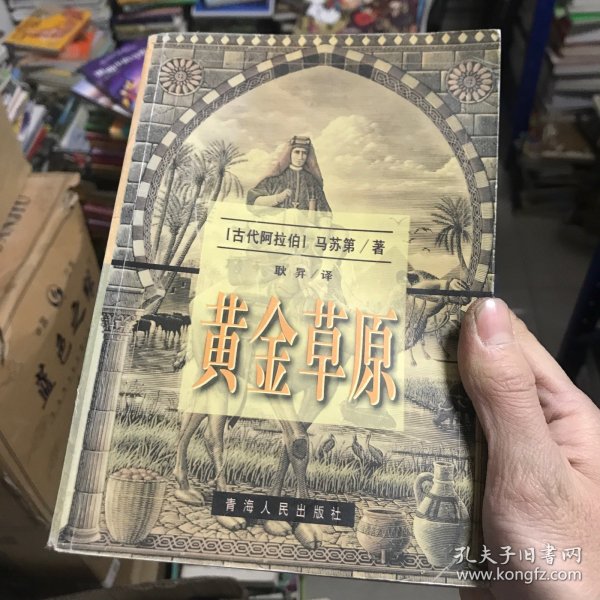 [古代阿拉伯] 马苏第/著
耿昇/译
黄金草原
青海人民出版社
孔夫子旧书网
www.kongfz.com